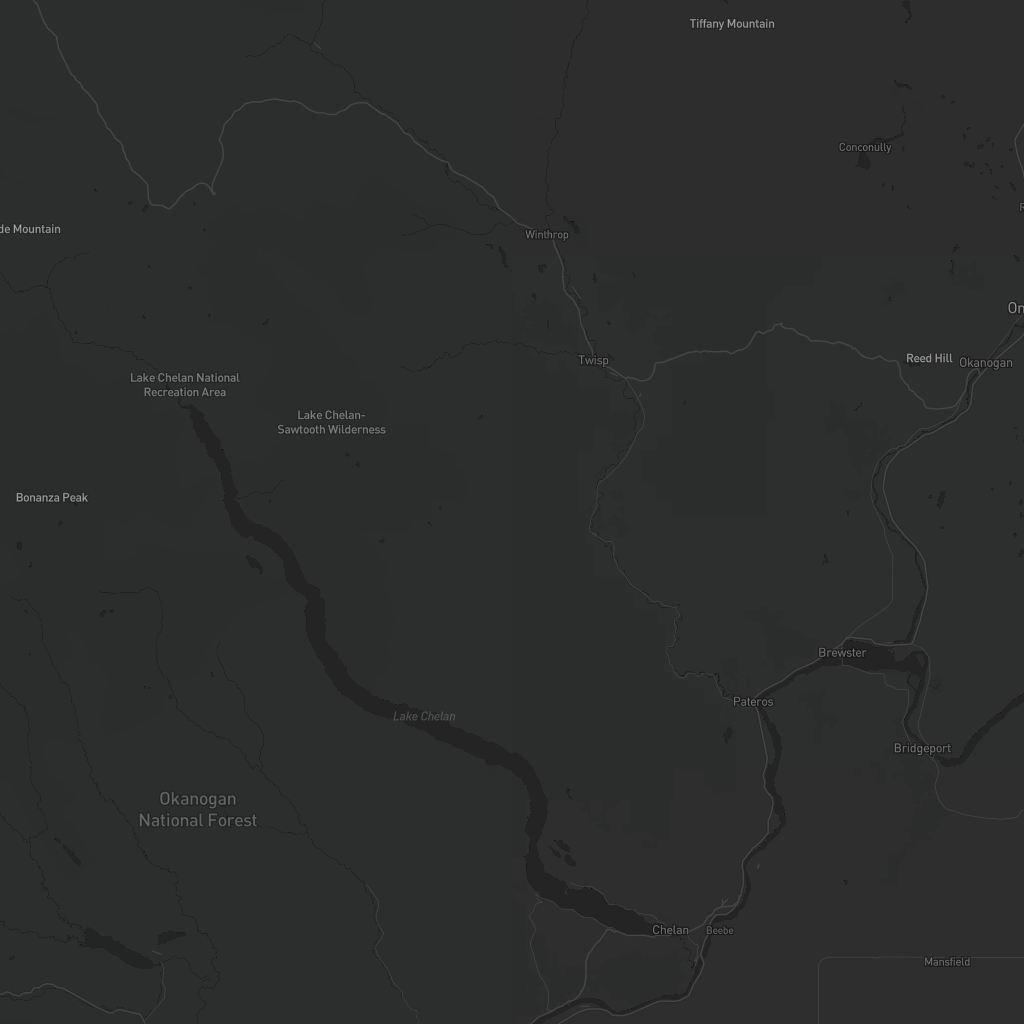 Tiffany Mountain
Conconully
de Mountain
Winthrop
On
Twisp
Reed Hill
Okanogan
Lake Chelan National
Recreation Area
Lake Chelan-
Sawtooth Wilderness
Bonanza Peak
Brewster
Pateros
Lake Chelan
Bridgeport
Okanogan
National Forest
Chelan
Beebe
Mansfield